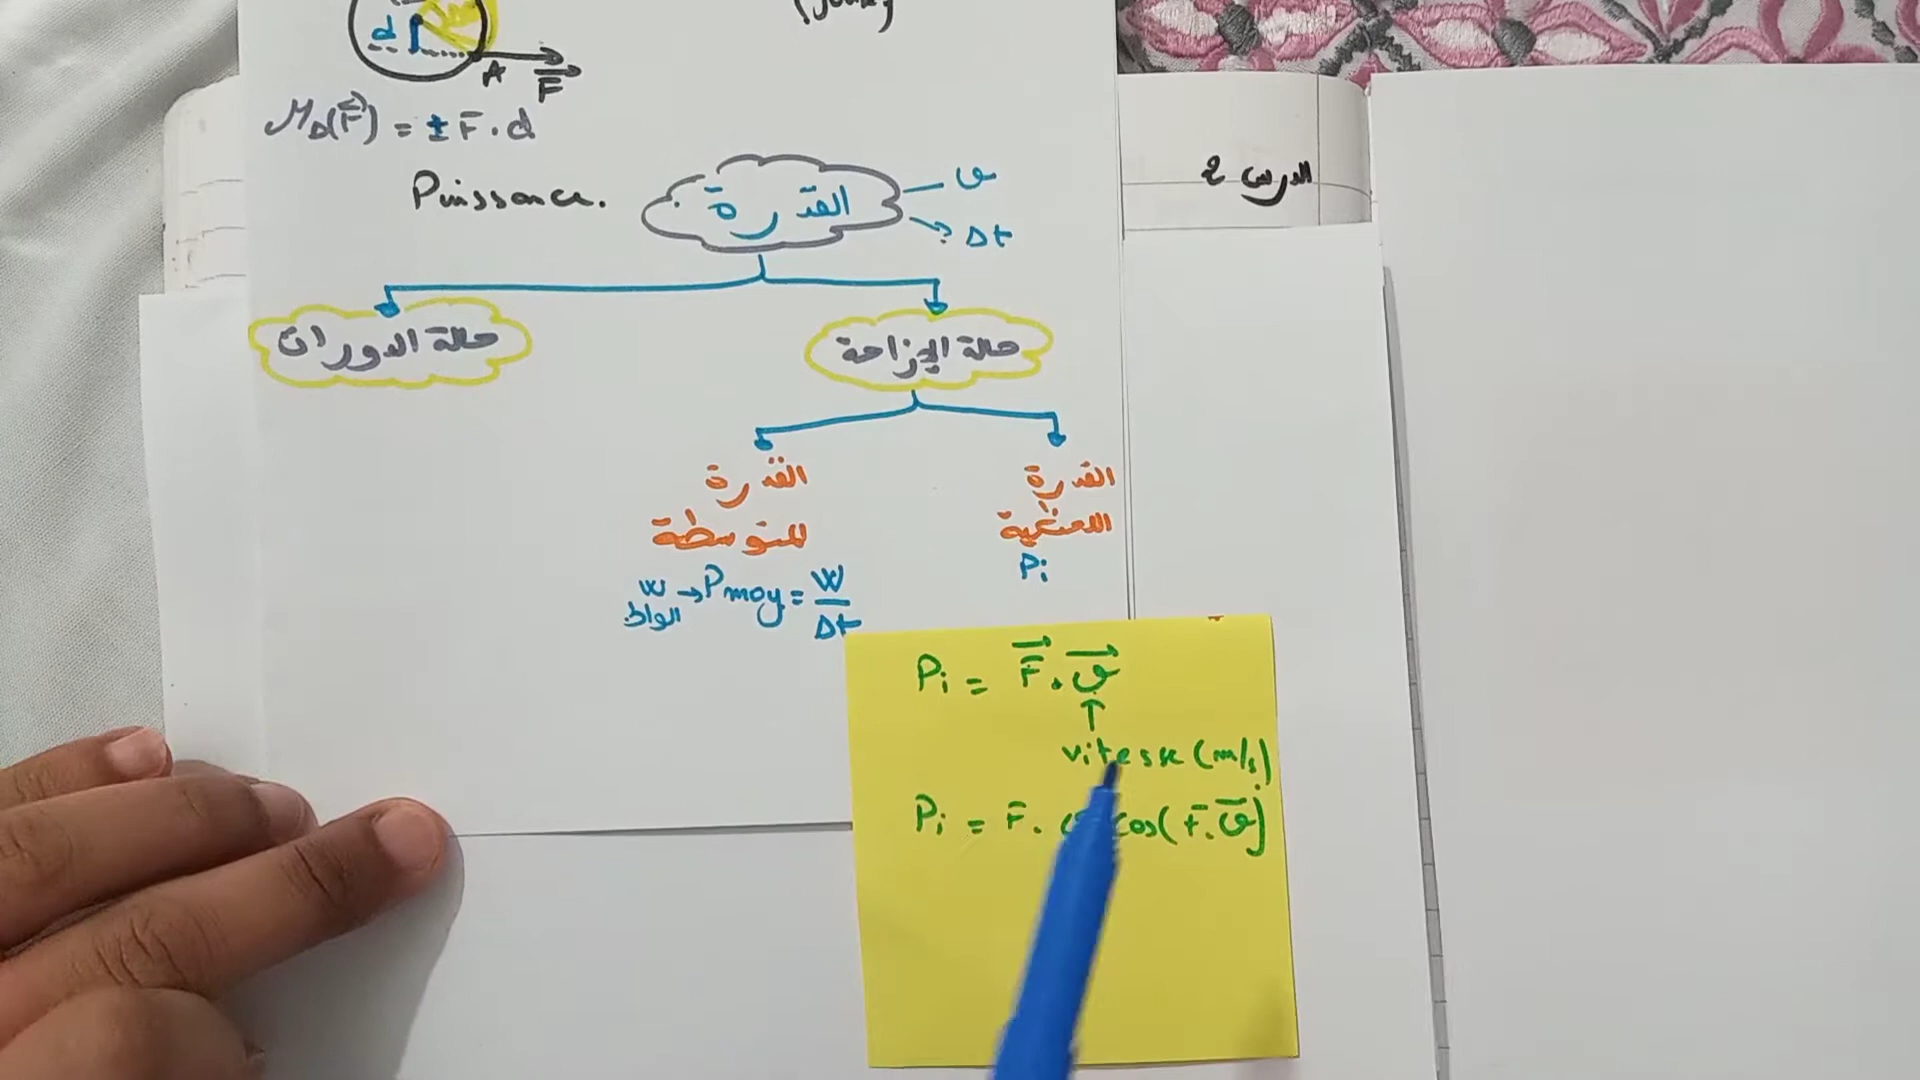 (Joule)
d
A
F
M_Δ(F) = ± F . d
Puissance.
القدرة
Δt
الدرس 2
حالة الإزاحة
حالة الدوران
القدرة
اللحظية
Pi
القدرة
المتوسطة
W → Pmoy = W/Δt
الواط
Pi = F . v
vitesse (m/s)
Pi = F . cos(F.v)